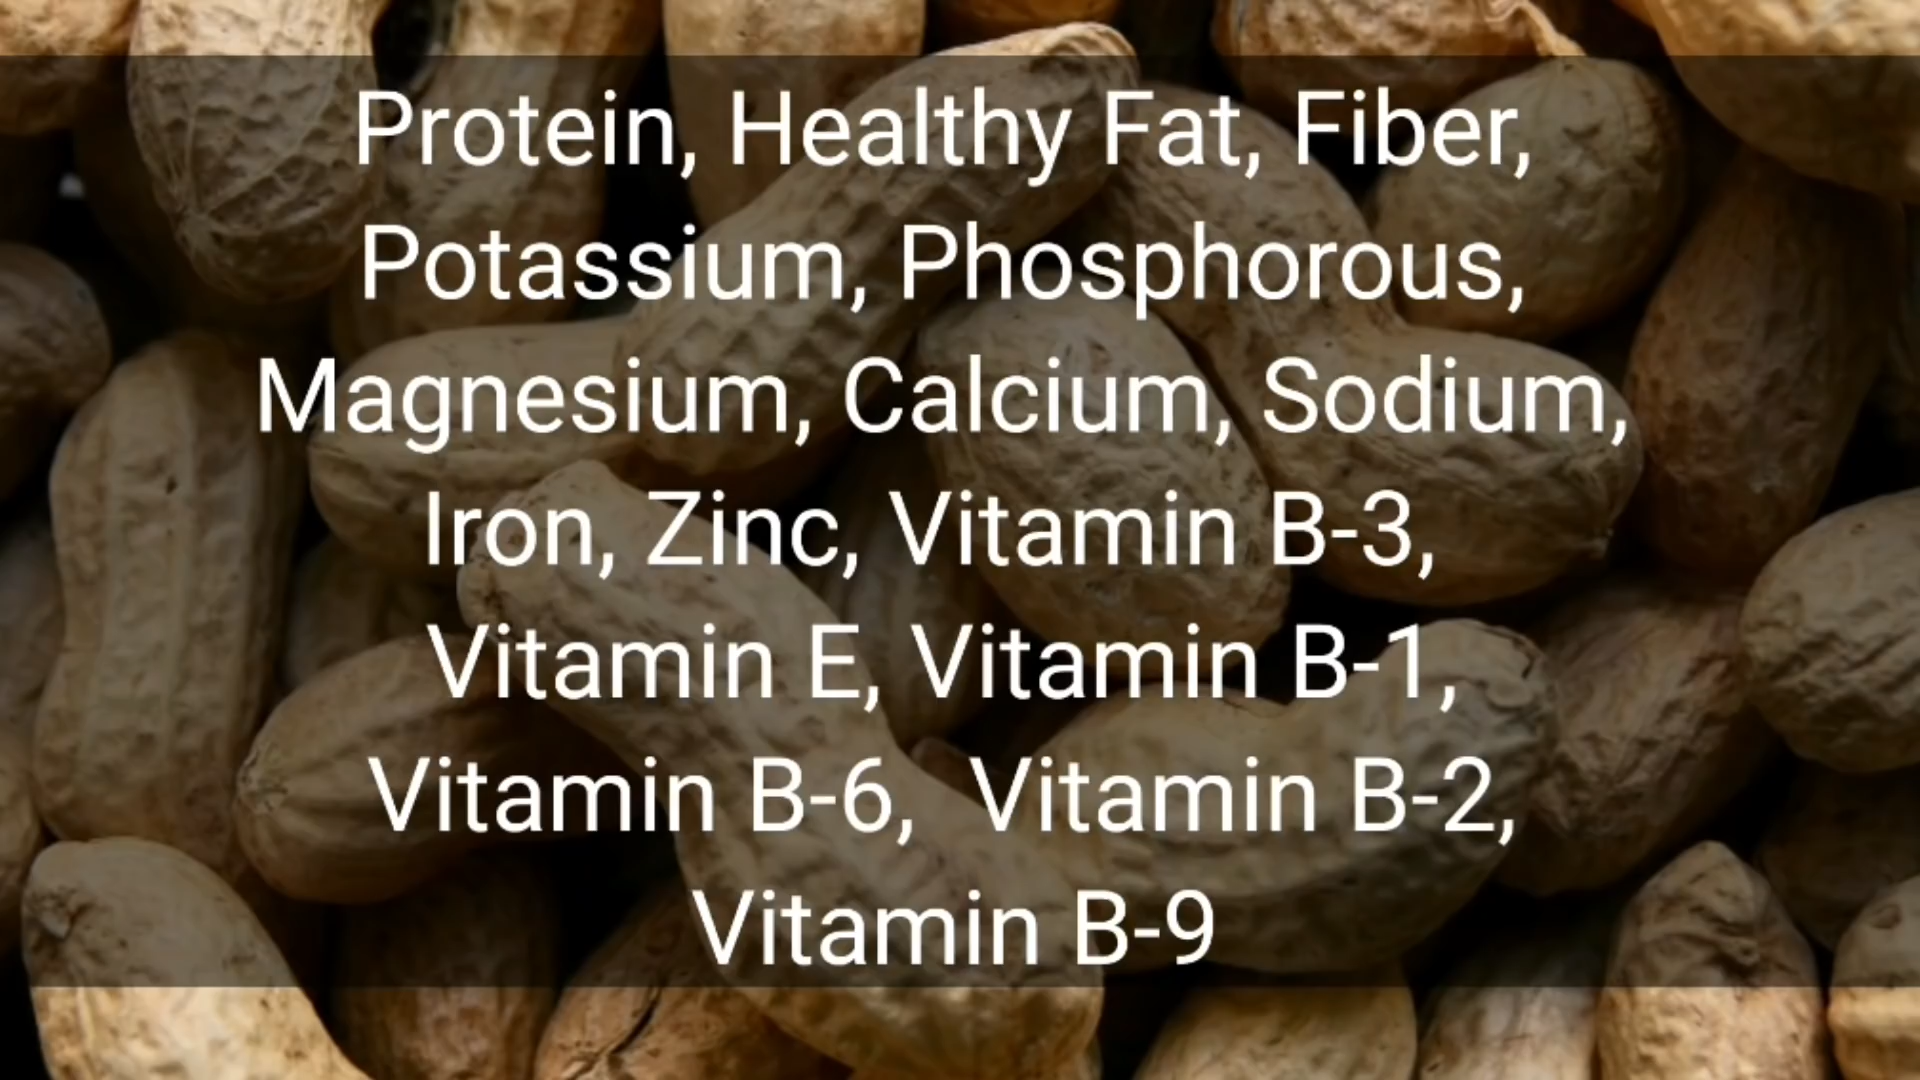 Protein, Healthy Fat, Fiber,
Potassium, Phosphorous,
Magnesium, Calcium, Sodium,
Iron, Zinc, Vitamin B-3,
Vitamin E, Vitamin B-1,
Vitamin B-6,  Vitamin B-2,
Vitamin B-9